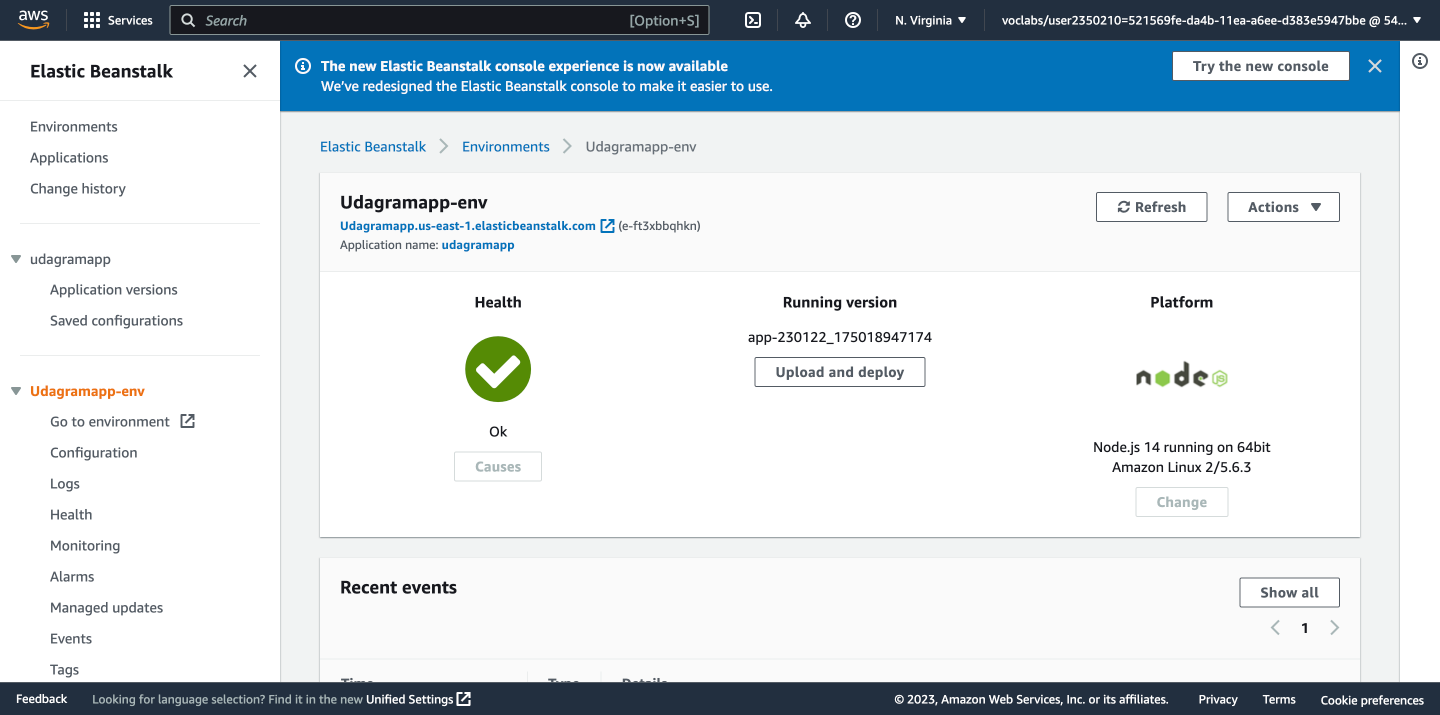 aws
Services
Search
[Option+S]
N. Virginia
voclabs/user2350210=521569fe-da4b-11ea-a6ee-d383e5947bbe @ 54...
Elastic Beanstalk
Environments
Applications
Change history
udagramapp
Application versions
Saved configurations
Udagramapp-env
Go to environment
Configuration
Logs
Health
Monitoring
Alarms
Managed updates
Events
Tags
The new Elastic Beanstalk console experience is now available
We've redesigned the Elastic Beanstalk console to make it easier to use.
Try the new console
Elastic Beanstalk
Environments
Udagramapp-env
Udagramapp-env
Udagramapp.us-east-1.elasticbeanstalk.com (e-ft3xbbqhkn)
Application name: udagramapp
Refresh
Actions
Health
Ok
Causes
Running version
app-230122_175018947174
Upload and deploy
Platform
node JS
Node.js 14 running on 64bit
Amazon Linux 2/5.6.3
Change
Recent events
Show all
1
Time
Type
Details
Feedback
Looking for language selection? Find it in the new Unified Settings
© 2023, Amazon Web Services, Inc. or its affiliates.
Privacy
Terms
Cookie preferences